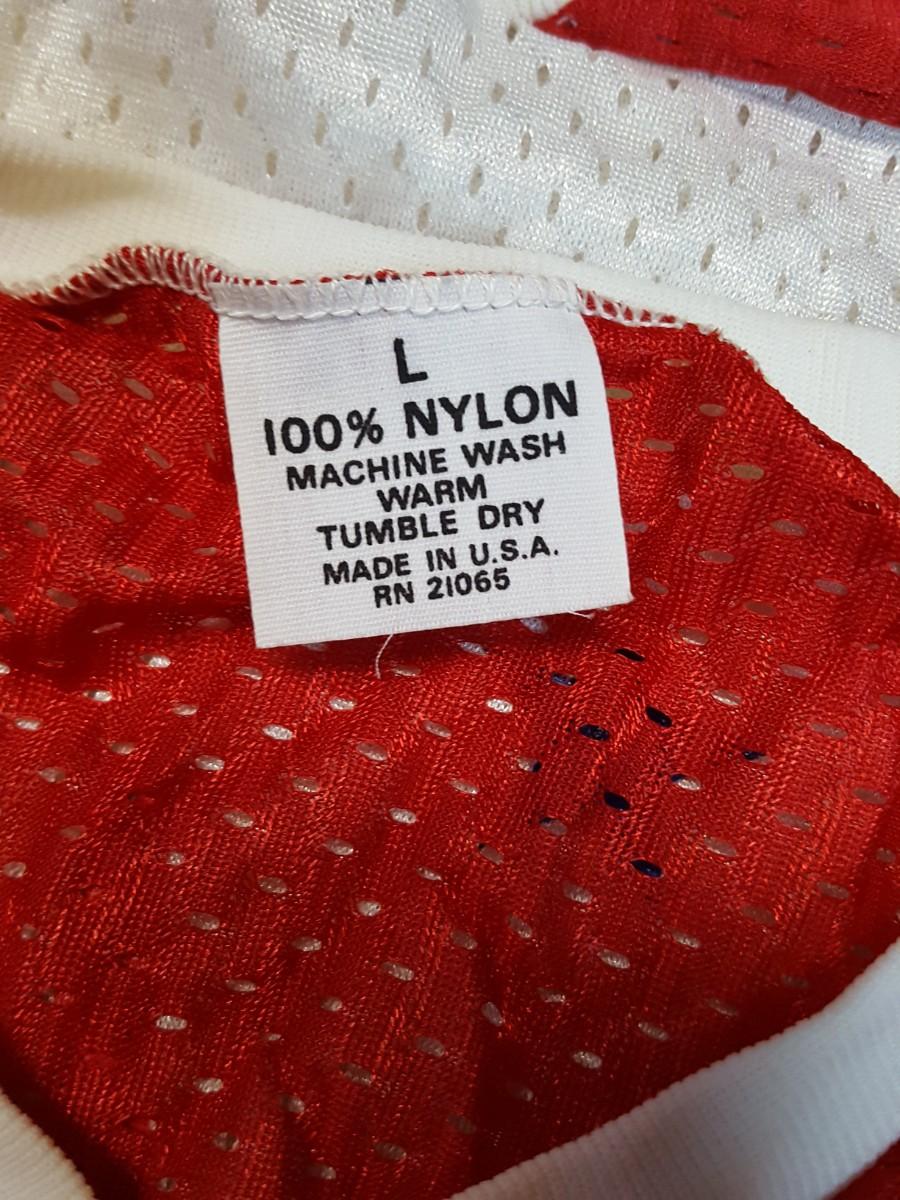 L
100% NYLON
MACHINE WASH
WARM
TUMBLE DRY
MADE IN U.S.A.
RN 21065